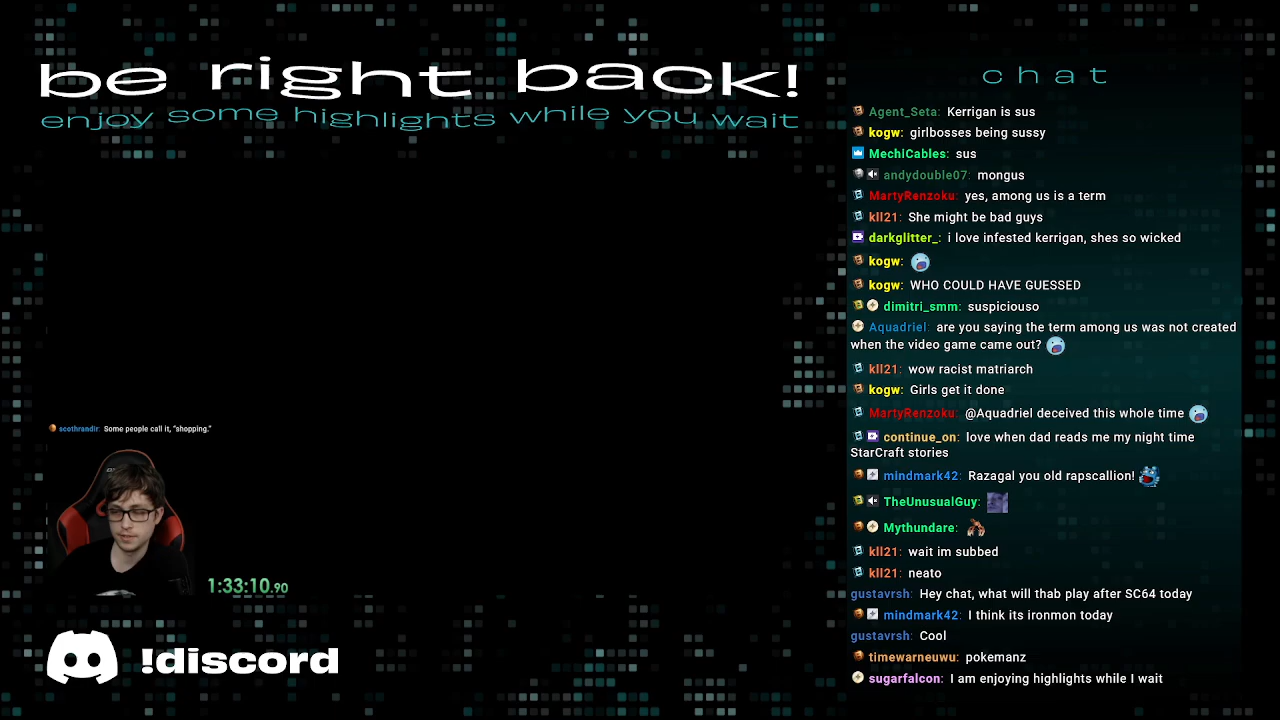 be right back!
enjoy some highlights while you wait
scothrandir: Some people call it, "shopping."
1:33:10.90
!discord
chat
Agent_Seta: Kerrigan is sus
kogw: girlbosses being sussy
MechICables: sus
andydouble07: mongus
MartyRenzoku: yes, among us is a term
kll21: She might be bad guys
darkglitter_: i love infested kerrigan, shes so wicked
kogw:
kogw: WHO COULD HAVE GUESSED
dimitri_smm: suspiciouso
Aquadriel: are you saying the term among us was not created
when the video game came out?
kll21: wow racist matriarch
kogw: Girls get it done
MartyRenzoku: @Aquadriel deceived this whole time
continue_on: love when dad reads me my night time
StarCraft stories
mindmark42: Razagal you old rapscallion!
TheUnusualGuy:
Mythundare:
kll21: wait im subbed
kll21: neato
gustavrsh: Hey chat, what will thab play after SC64 today
mindmark42: I think its ironmon today
gustavrsh: Cool
timewarneuwu: pokemanz
sugarfalcon: I am enjoying highlights while I wait